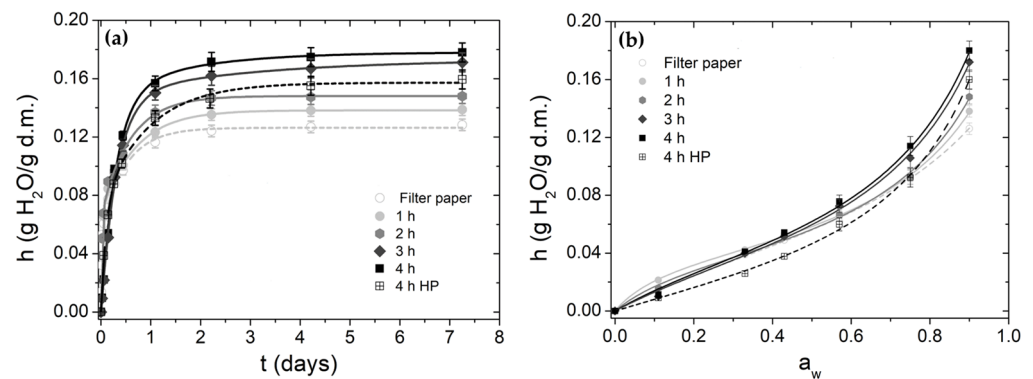 (a)
h (g H₂O/g d.m.)
0.20
0.16
0.12
0.08
0.04
0.00
0 1 2 3 4 5 6 7 8
t (days)
Filter paper
1 h
2 h
3 h
4 h
4 h HP
(b)
h (g H₂O/g d.m.)
0.20
0.16
0.12
0.08
0.04
0.00
0.0 0.2 0.4 0.6 0.8 1.0
a_w
Filter paper
1 h
2 h
3 h
4 h
4 h HP